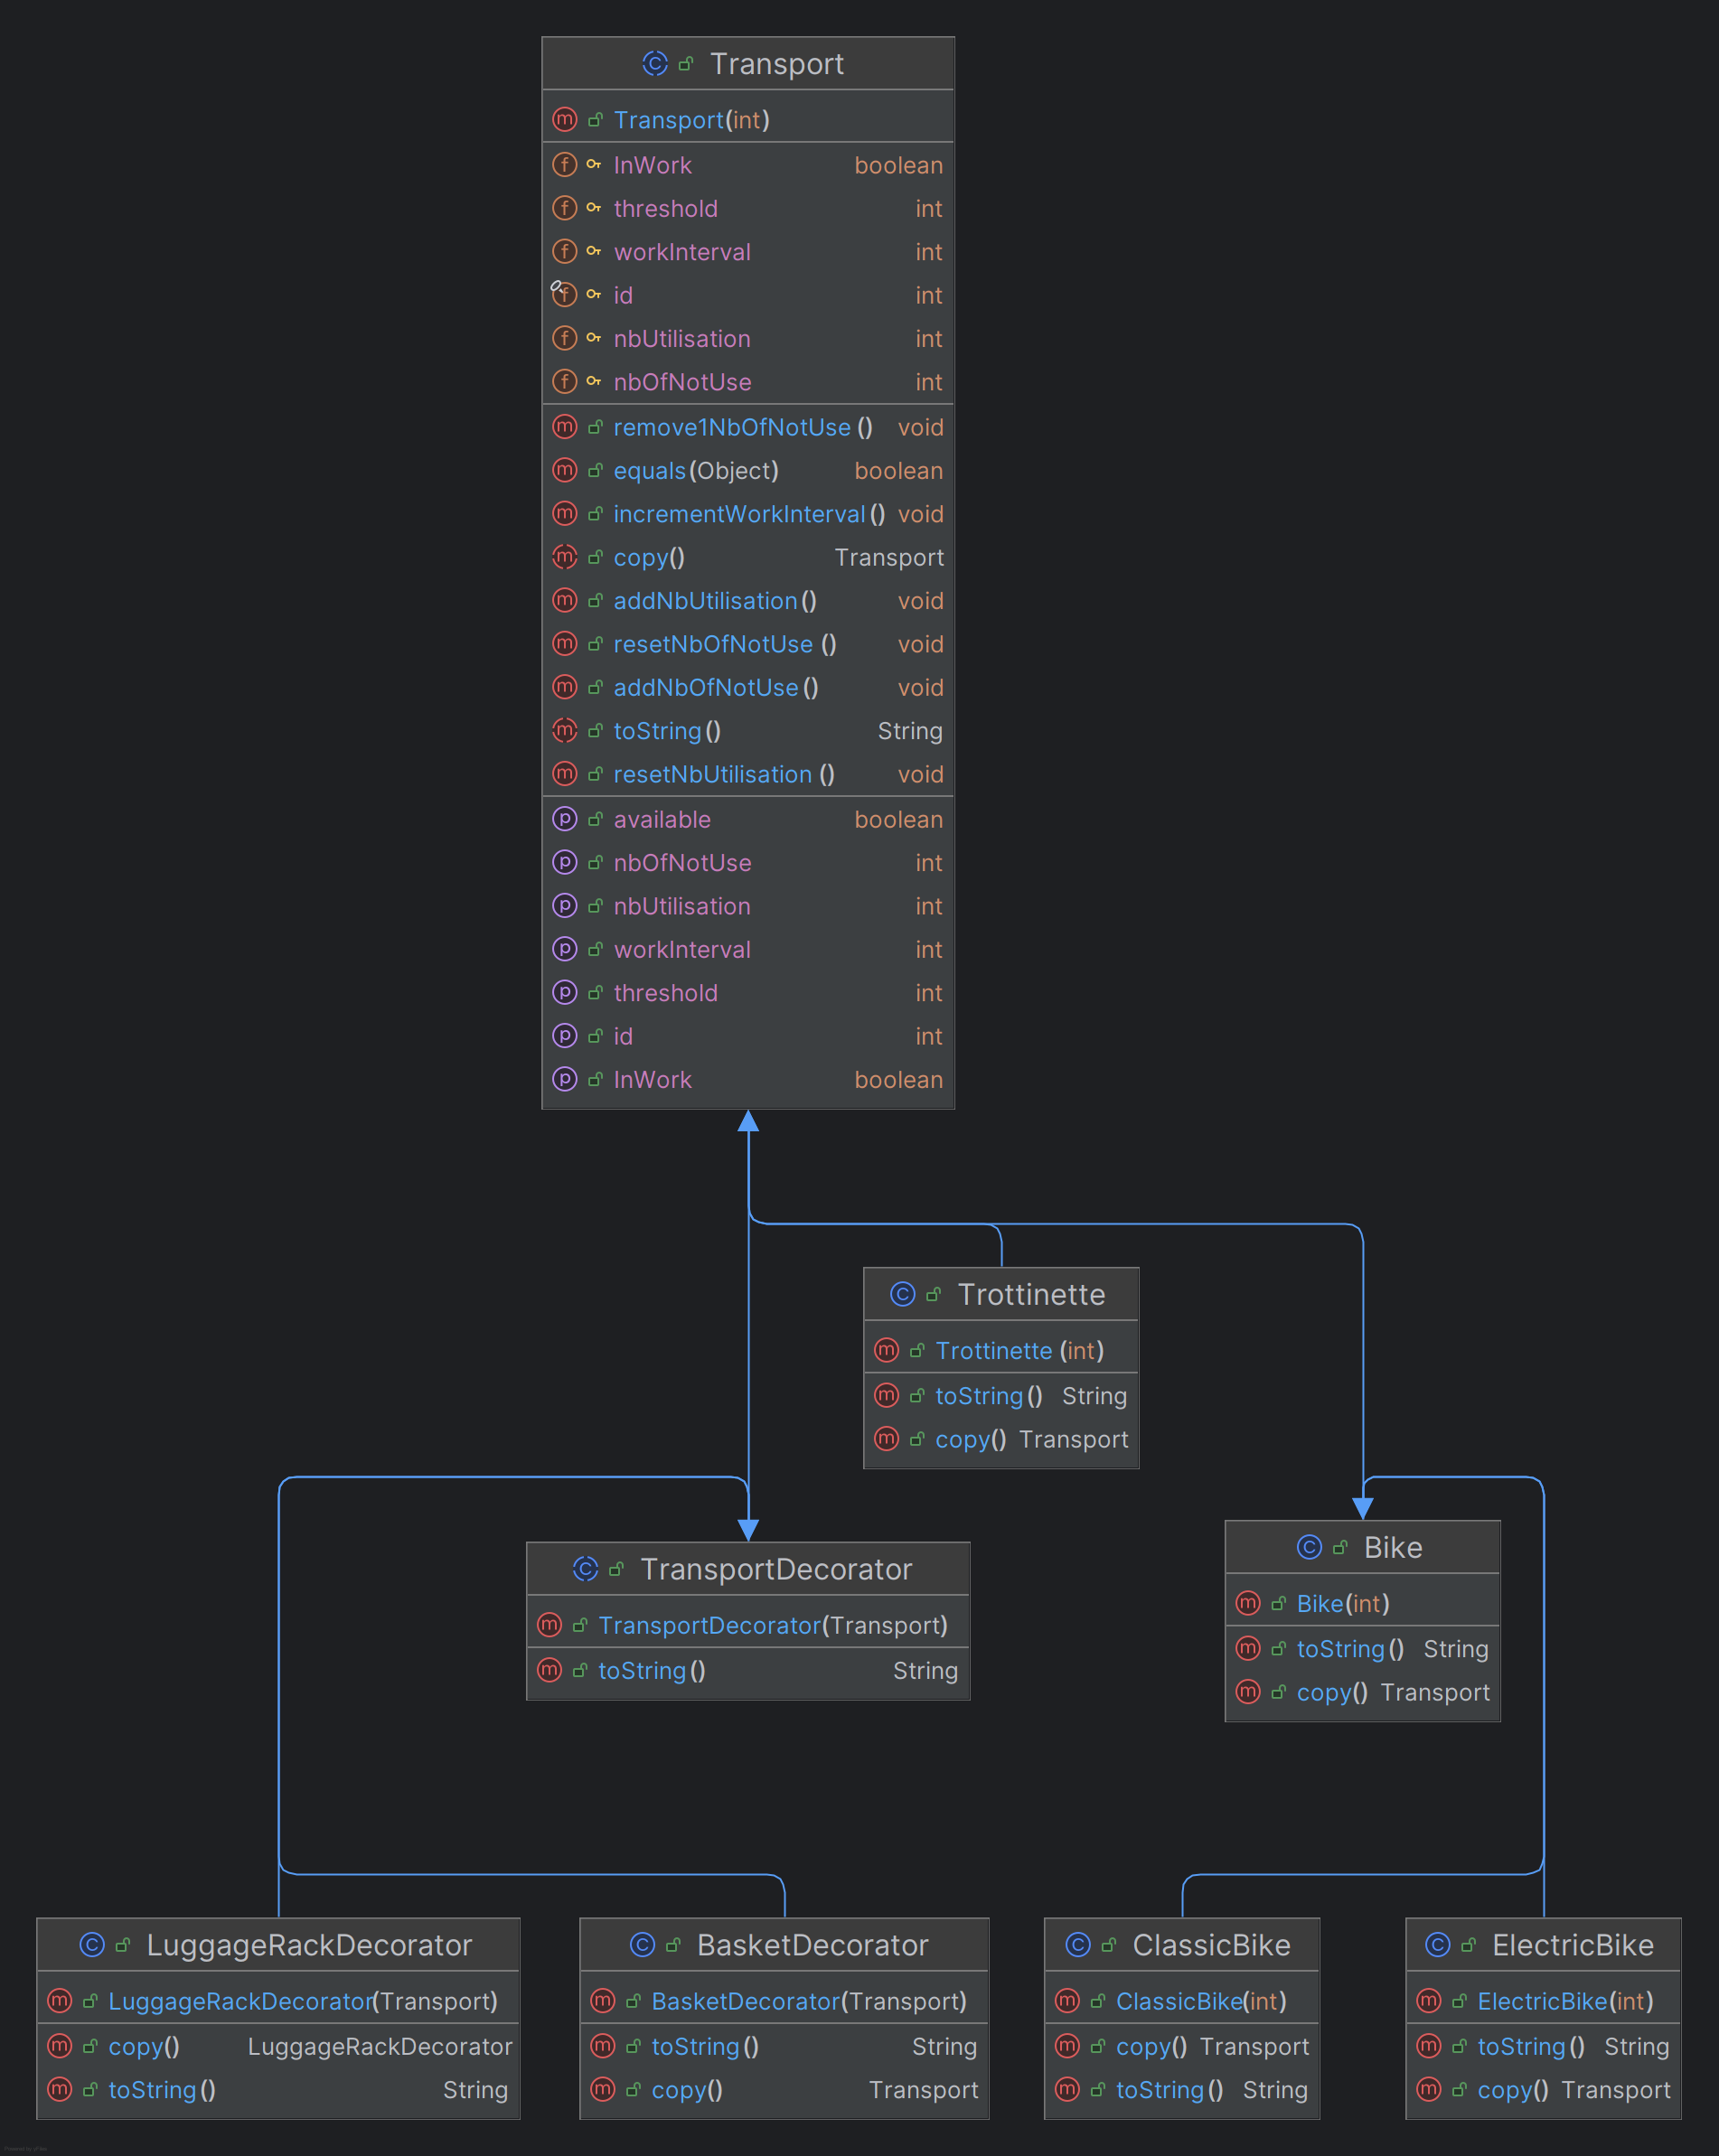 Transport
Transport(int)
InWork boolean
threshold int
workInterval int
id int
nbUtilisation int
nbOfNotUse int
remove1NbOfNotUse () void
equals(Object) boolean
incrementWorkInterval () void
copy() Transport
addNbUtilisation() void
resetNbOfNotUse () void
addNbOfNotUse () void
toString () String
resetNbUtilisation () void
available boolean
nbOfNotUse int
nbUtilisation int
workInterval int
threshold int
id int
InWork boolean
Trottinette
Trottinette (int)
toString () String
copy() Transport
TransportDecorator
TransportDecorator(Transport)
toString () String
Bike
Bike(int)
toString () String
copy() Transport
LuggageRackDecorator
LuggageRackDecorator(Transport)
copy() LuggageRackDecorator
toString () String
BasketDecorator
BasketDecorator(Transport)
toString () String
copy() Transport
ClassicBike
ClassicBike(int)
copy() Transport
toString () String
ElectricBike
ElectricBike(int)
toString () String
copy() Transport